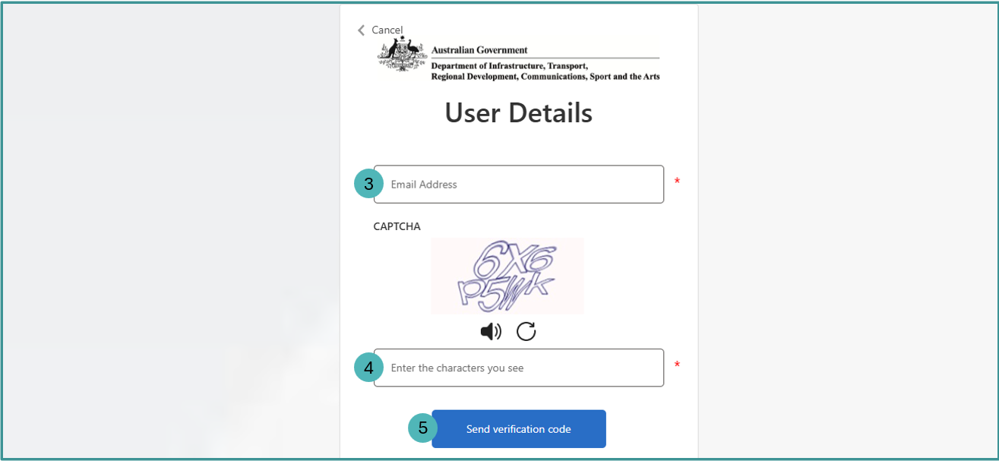 Cancel
Australian Government
Department of Infrastructure, Transport,
Regional Development, Communications, Sport and the Arts
User Details
3 Email Address *
CAPTCHA
6X6
P5Wk
4 Enter the characters you see *
5 Send verification code